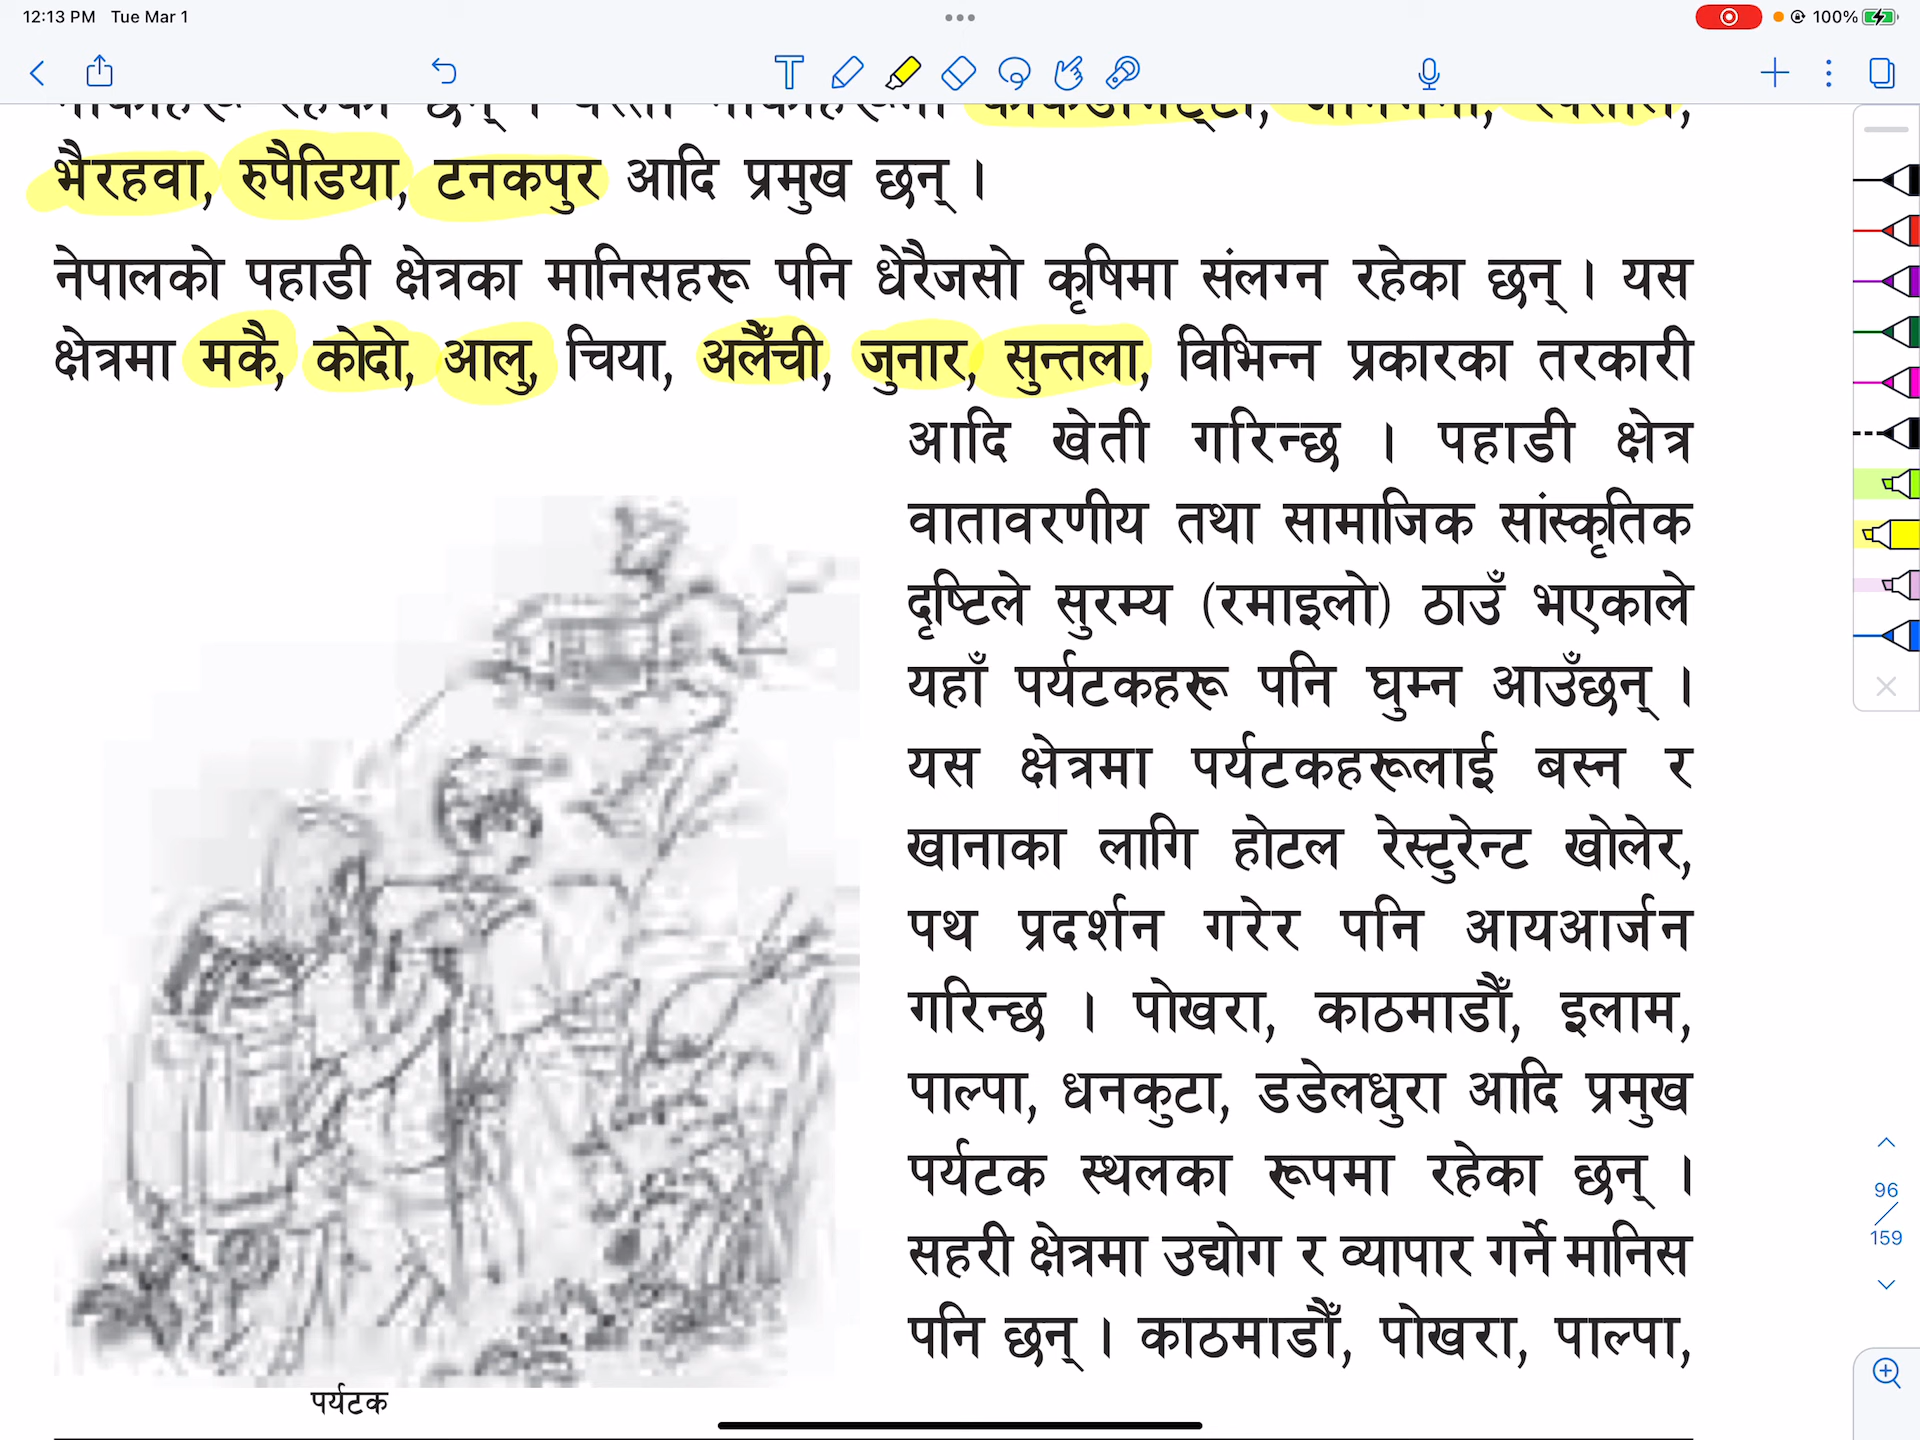 12:13 PM Tue Mar 1
100%
भैरहवा, रुपैडिया, टनकपुर आदि प्रमुख छन् ।
नेपालको पहाडी क्षेत्रका मानिसहरू पनि धेरैजसो कृषिमा संलग्न रहेका छन् । यस
क्षेत्रमा मकै, कोदो, आलु, चिया, अलैँची, जुनार, सुन्तला, विभिन्न प्रकारका तरकारी
आदि खेती गरिन्छ । पहाडी क्षेत्र
वातावरणीय तथा सामाजिक सांस्कृतिक
दृष्टिले सुरम्य (रमाइलो) ठाउँ भएकाले
यहाँ पर्यटकहरू पनि घुम्न आउँछन् ।
यस क्षेत्रमा पर्यटकहरूलाई बस्न र
खानाका लागि होटल रेस्टुरेन्ट खोलेर,
पथ प्रदर्शन गरेर पनि आयआर्जन
गरिन्छ । पोखरा, काठमाडौँ, इलाम,
पाल्पा, धनकुटा, डडेलधुरा आदि प्रमुख
पर्यटक स्थलका रूपमा रहेका छन् ।
सहरी क्षेत्रमा उद्योग र व्यापार गर्ने मानिस
पनि छन् । काठमाडौँ, पोखरा, पाल्पा,
पर्यटक
96
159